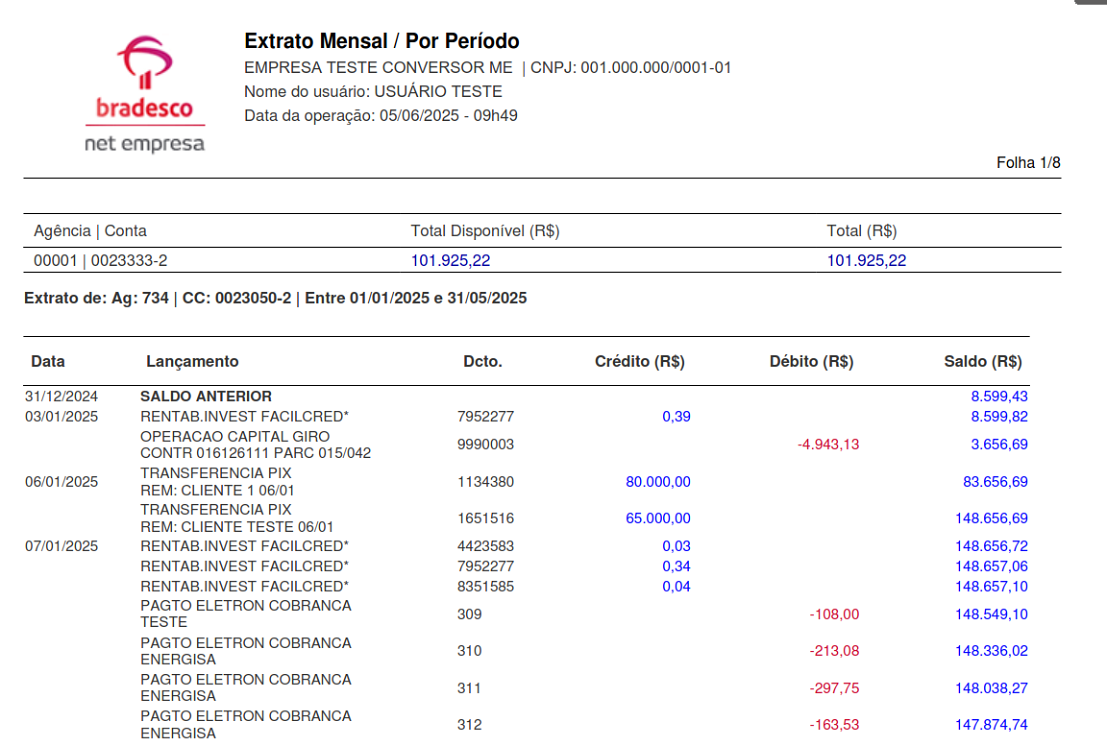 bradesco
net empresa
Extrato Mensal / Por Período
EMPRESA TESTE CONVERSOR ME | CNPJ: 001.000.000/0001-01
Nome do usuário: USUÁRIO TESTE
Data da operação: 05/06/2025 - 09h49
Folha 1/8
Agência | Conta Total Disponível (R$) Total (R$)
00001 | 0023333-2 101.925,22 101.925,22
Extrato de: Ag: 734 | CC: 0023050-2 | Entre 01/01/2025 e 31/05/2025
Data Lançamento Dcto. Crédito (R$) Débito (R$) Saldo (R$)
31/12/2024 SALDO ANTERIOR 8.599,43
03/01/2025 RENTAB.INVEST FACILCRED* 7952277 0,39 8.599,82
OPERACAO CAPITAL GIRO
CONTR 016126111 PARC 015/042 9990003 -4.943,13 3.656,69
06/01/2025 TRANSFERENCIA PIX
REM: CLIENTE 1 06/01 1134380 80.000,00 83.656,69
TRANSFERENCIA PIX
REM: CLIENTE TESTE 06/01 1651516 65.000,00 148.656,69
07/01/2025 RENTAB.INVEST FACILCRED* 4423583 0,03 148.656,72
RENTAB.INVEST FACILCRED* 7952277 0,34 148.657,06
RENTAB.INVEST FACILCRED* 8351585 0,04 148.657,10
PAGTO ELETRON COBRANCA
TESTE 309 -108,00 148.549,10
PAGTO ELETRON COBRANCA
ENERGISA 310 -213,08 148.336,02
PAGTO ELETRON COBRANCA
ENERGISA 311 -297,75 148.038,27
PAGTO ELETRON COBRANCA
ENERGISA 312 -163,53 147.874,74